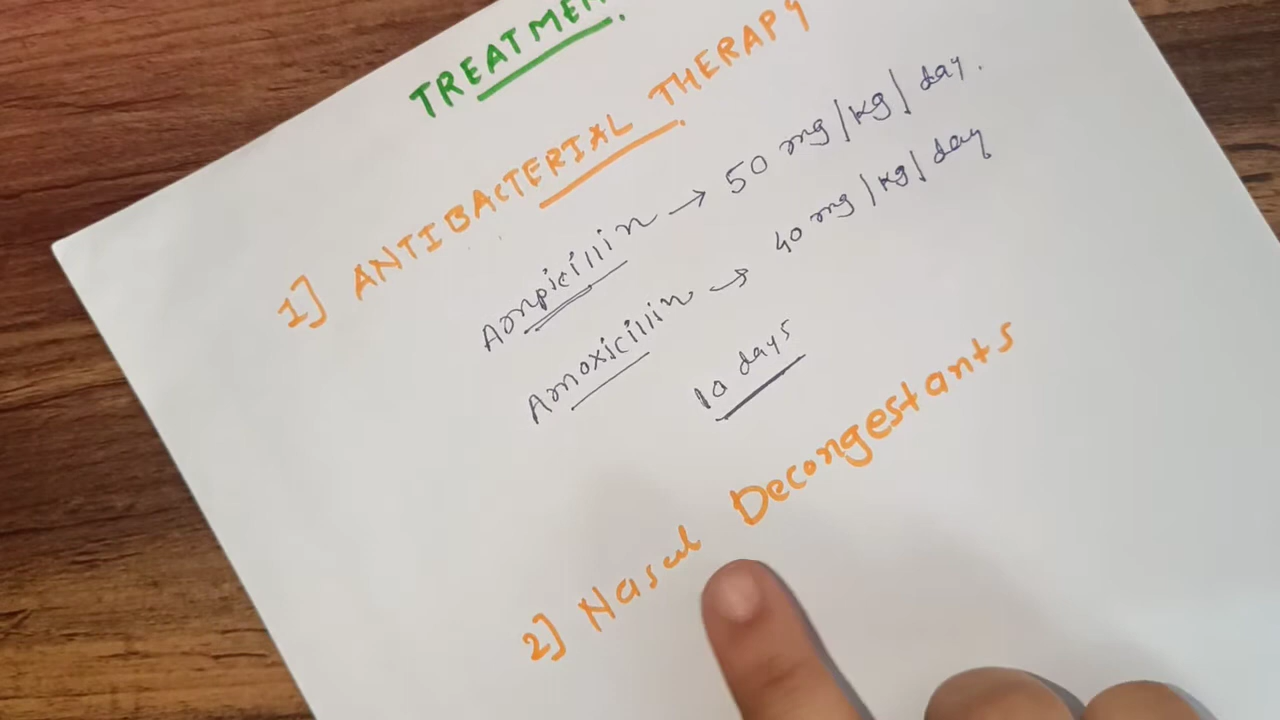 TREATMEN
1] ANTIBACTERIAL THERAPY
Ampicillin → 50 mg/kg/day.
Amoxicillin → 40 mg/kg/day
10 days
2] Nasal Decongestants